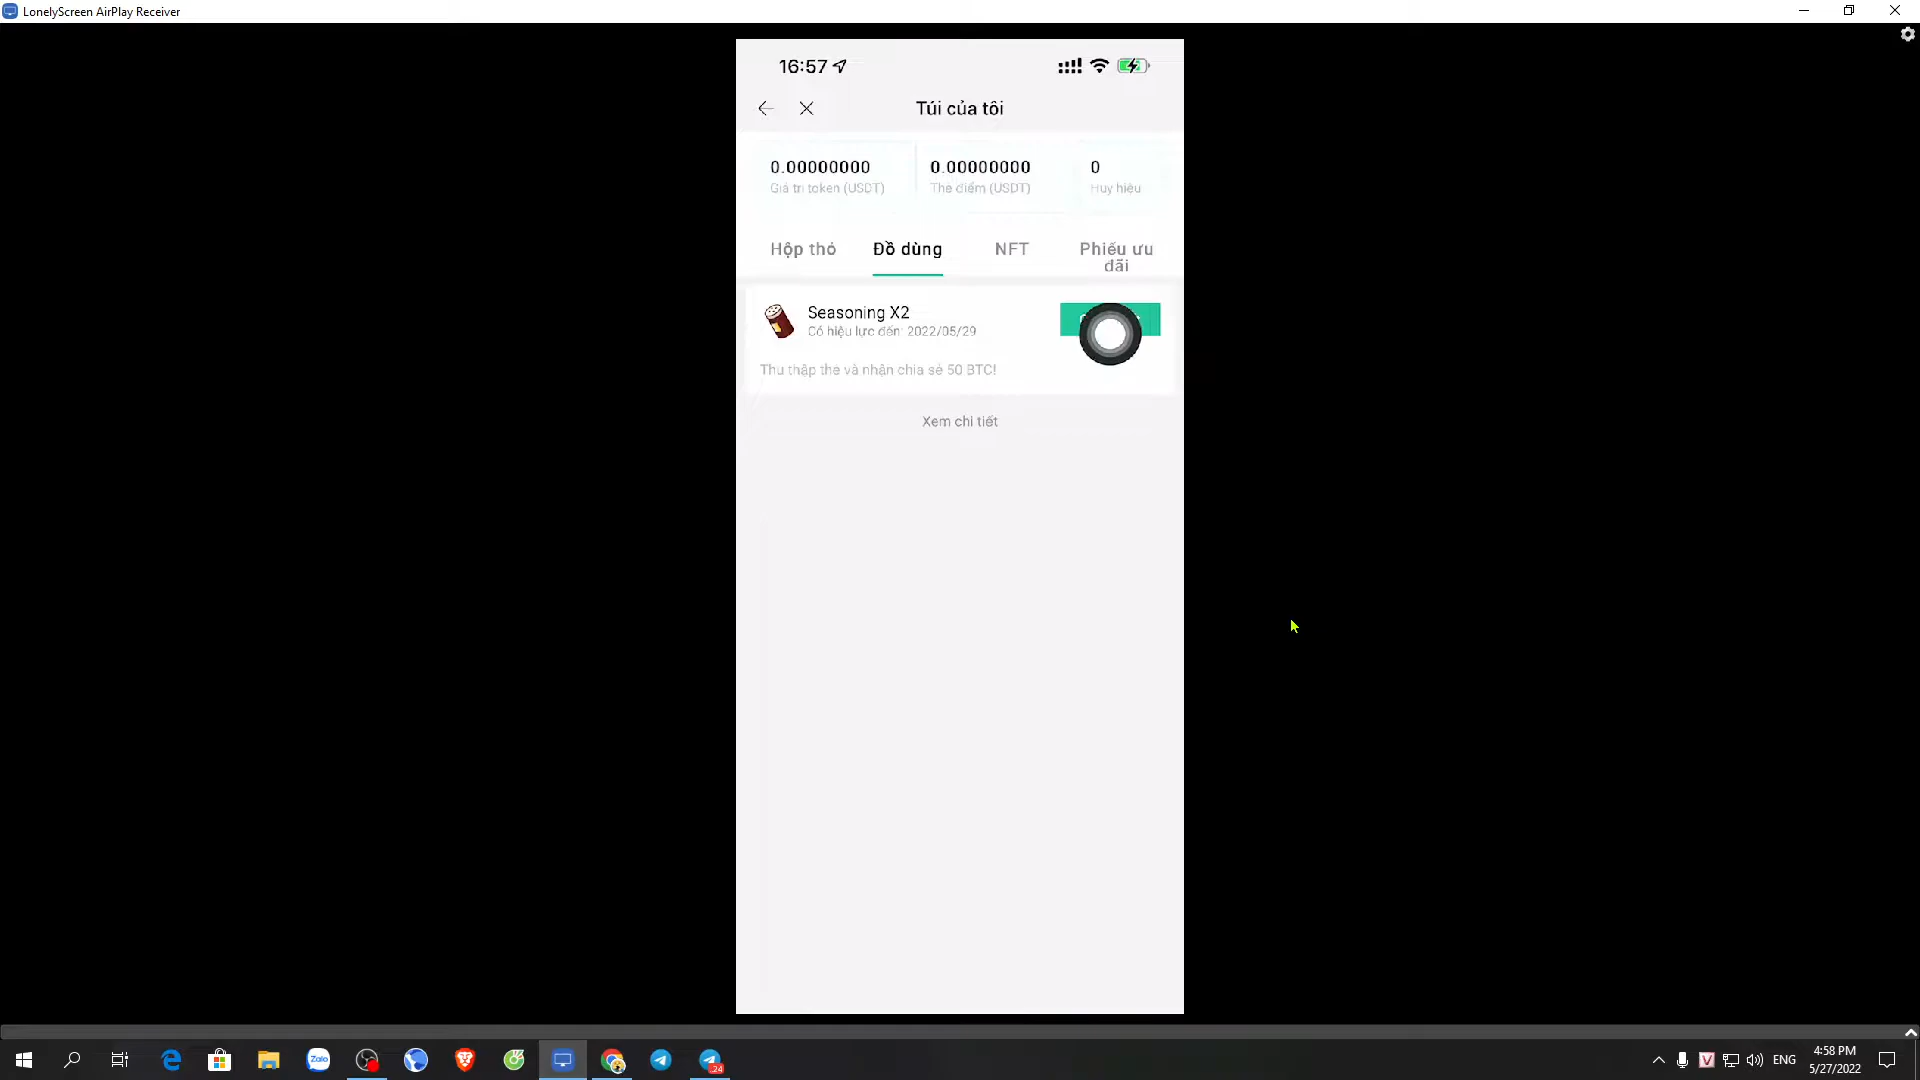 LonelyScreen AirPlay Receiver
16:57
Túi của tôi
0.00000000 0.00000000 0
Giá trị token (USDT) Thẻ điểm (USDT) Huy hiệu
Hộp thỏ Đồ dùng NFT Phiếu ưu đãi
Seasoning X2
Có hiệu lực đến: 2022/05/29
Thu thập thẻ và nhận chia sẻ 50 BTC!
Xem chi tiết
Zalo
24
V
ENG
4:58 PM
5/27/2022